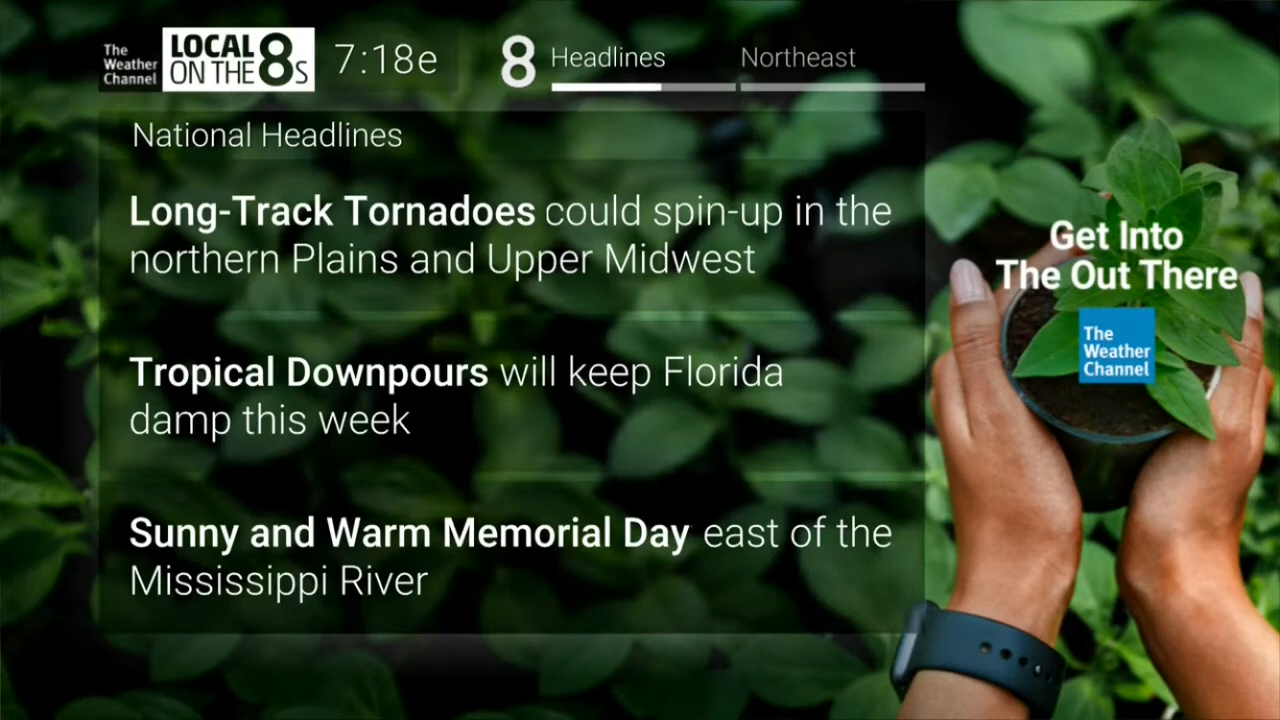 The
Weather
Channel
LOCAL
ON THE 8s
7:18e
8
Headlines
Northeast
National Headlines
Long-Track Tornadoes could spin-up in the
northern Plains and Upper Midwest
Tropical Downpours will keep Florida
damp this week
Sunny and Warm Memorial Day east of the
Mississippi River
Get Into
The Out There
The
Weather
Channel